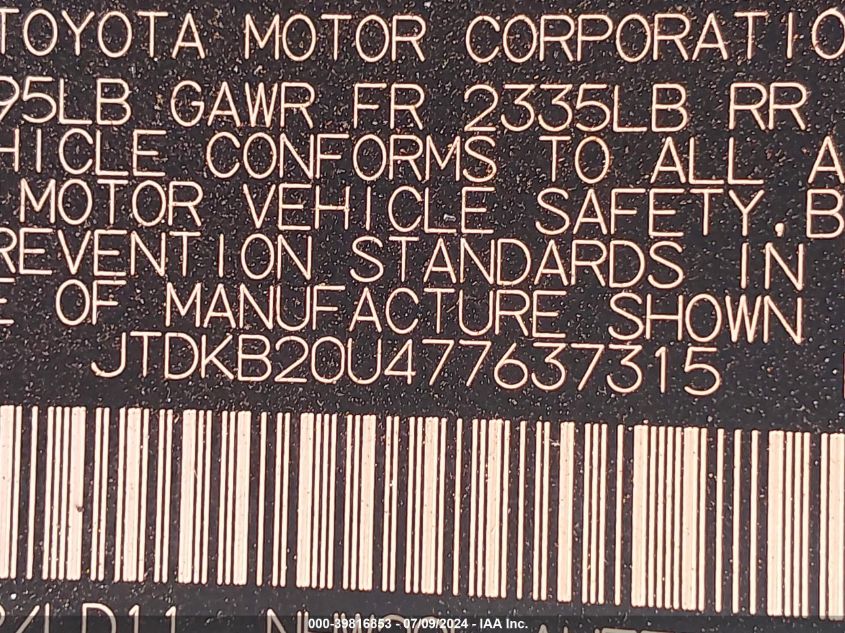 TOYOTA MOTOR CORPORATIO
95LB GAWR FR 2335LB RR
HICLE CONFORMS TO ALL A
MOTOR VEHICLE SAFETY, B
REVENTION STANDARDS IN
E OF MANUFACTURE SHOWN
JTDKB20U477637315
000-39816853 - 07/09/2024 - IAA Inc.